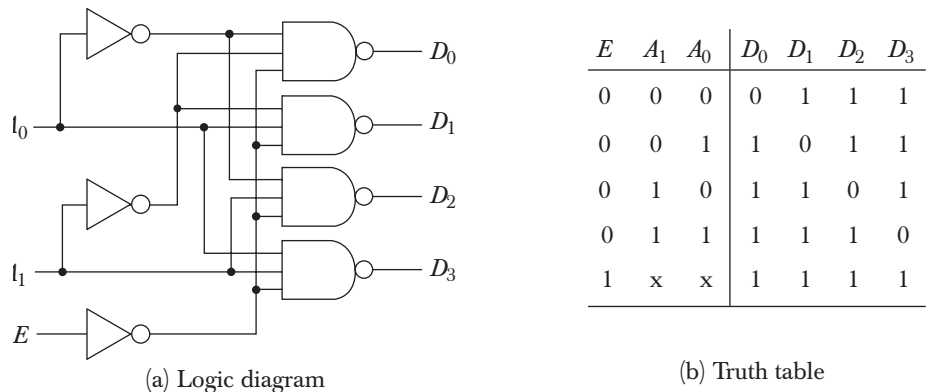 D0
D1
D2
D3
E
(a) Logic diagram
E A1 A0 D0 D1 D2 D3
0 0 0 0 1 1 1
0 0 1 1 0 1 1
0 1 0 1 1 0 1
0 1 1 1 1 1 0
1 x x 1 1 1 1
(b) Truth table